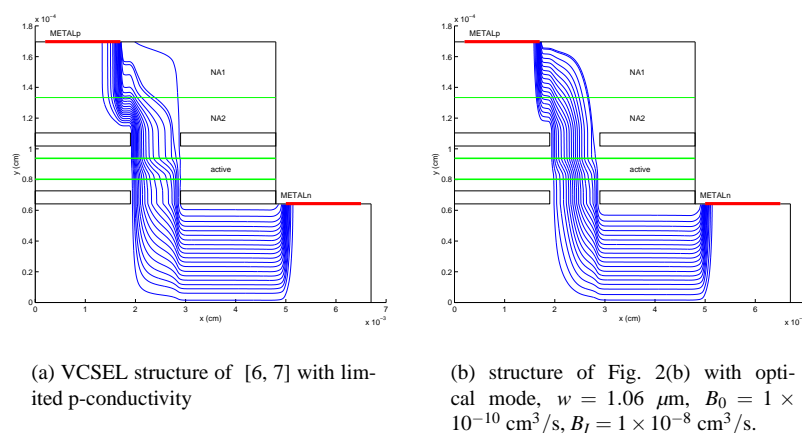 x 10⁻⁴
1.8
METALp
1.6
NA1
1.4
1.2
NA2
1
y (cm)
active
0.8
METALn
0.6
0.4
0.2
0
0 1 2 3 4 5 6 7
x (cm)
x 10⁻³
x 10⁻⁴
1.8
METALp
1.6
NA1
1.4
1.2
NA2
1
y (cm)
active
0.8
METALn
0.6
0.4
0.2
0
0 1 2 3 4 5 6
x (cm)
x 10⁻
(a) VCSEL structure of [6, 7] with lim-
ited p-conductivity
(b) structure of Fig. 2(b) with opti-
cal mode, w = 1.06 μm, B₀ = 1 ×
10⁻¹⁰ cm³/s, B_l = 1 × 10⁻⁸ cm³/s.